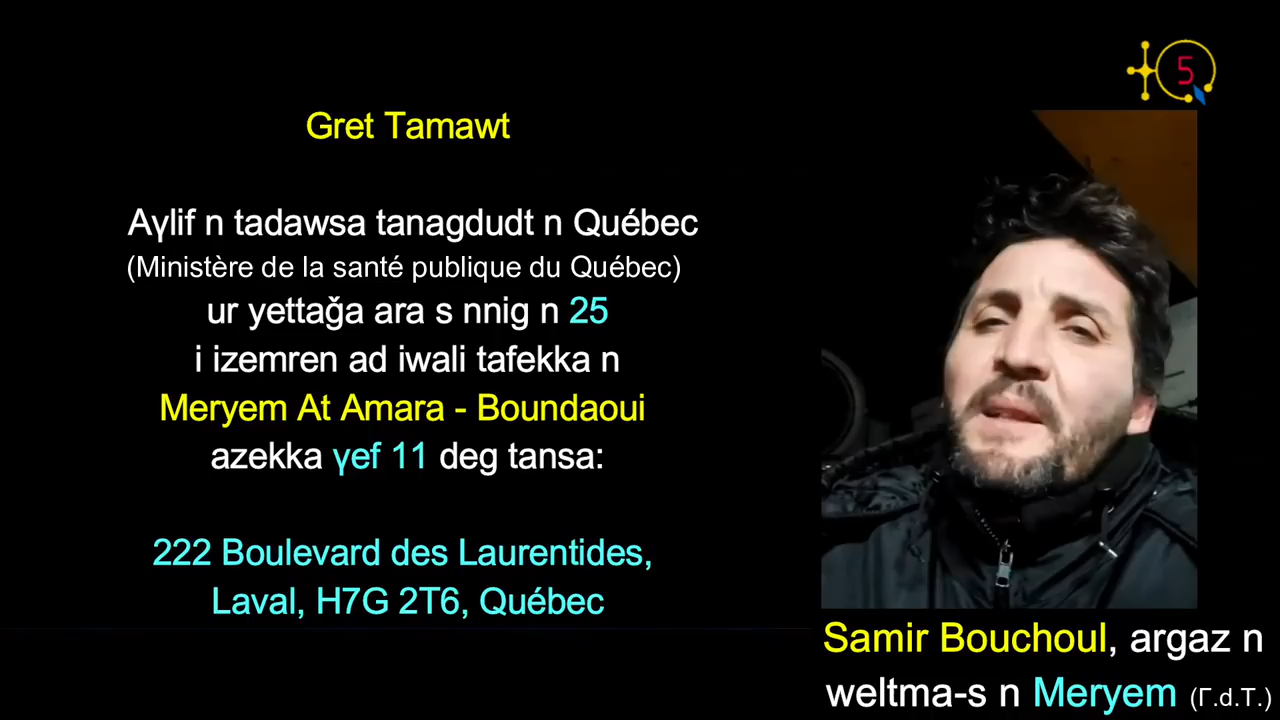 5
Gret Tamawt
Aγlif n tadawsa tanagdudt n Québec
(Ministère de la santé publique du Québec)
ur yettaǧa ara s nnig n 25
i izemren ad iwali tafekka n
Meryem At Amara - Boundaoui
azekka γef 11 deg tansa:
222 Boulevard des Laurentides,
Laval, H7G 2T6, Québec
Samir Bouchoul, argaz n
weltma-s n Meryem (Γ.d.T.)